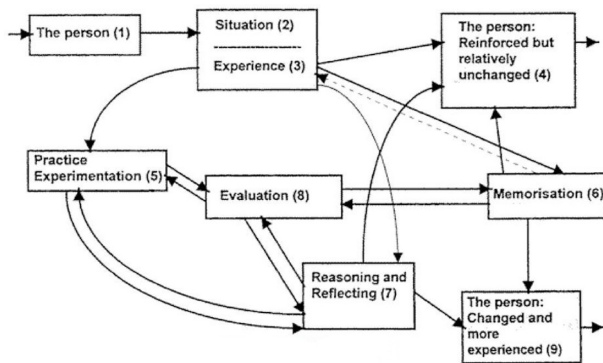 The person (1)
Situation (2)
Experience (3)
The person:
Reinforced but
relatively
unchanged (4)
Practice
Experimentation (5)
Evaluation (8)
Memorisation (6)
Reasoning and
Reflecting (7)
The person:
Changed and
more
experienced (9)